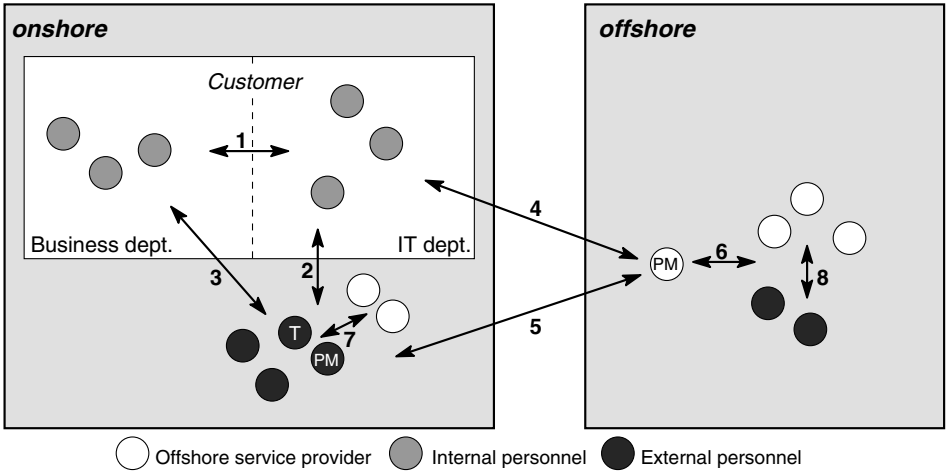 onshore
offshore
Customer
1
4
Business dept.
IT dept.
3
2
PM
6
8
5
T
7
PM
Offshore service provider
Internal personnel
External personnel